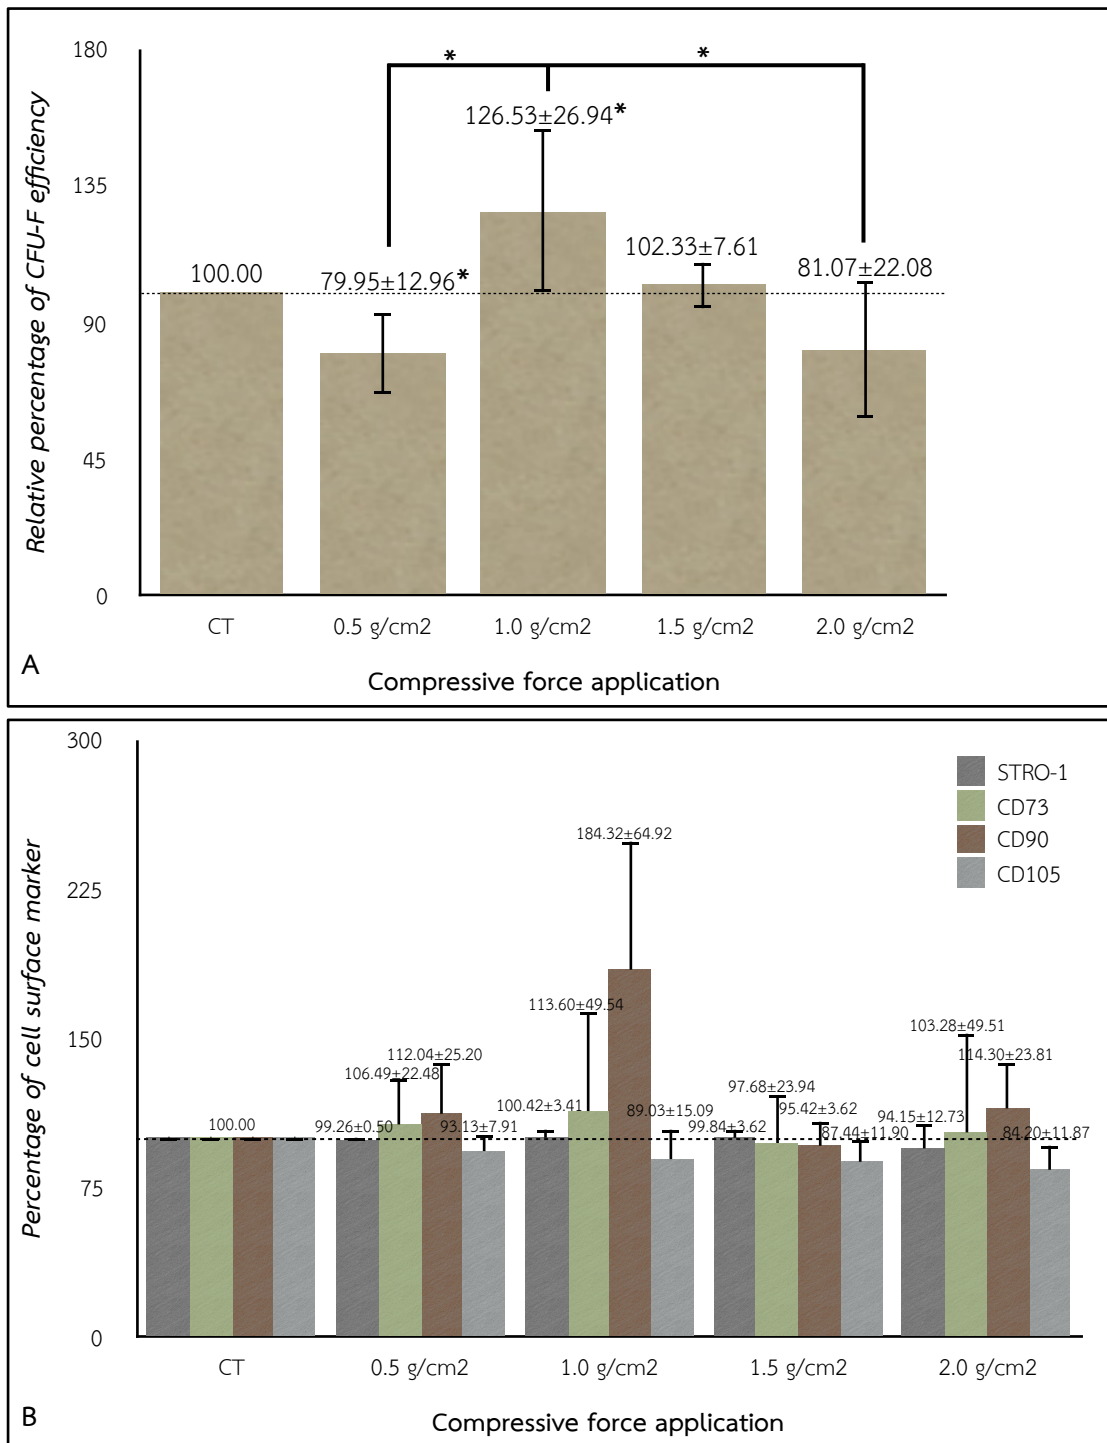 Relative percentage of CFU-F efficiency
180
135
90
45
0
*
*
126.53±26.94*
100.00
79.95±12.96*
102.33±7.61
81.07±22.08
CT
0.5 g/cm2
1.0 g/cm2
1.5 g/cm2
2.0 g/cm2
A
Compressive force application
Percentage of cell surface marker
300
225
150
75
0
STRO-1
CD73
CD90
CD105
100.00
99.26±0.50
106.49±22.48
112.04±25.20
93.13±7.91
100.42±3.41
113.60±49.54
184.32±64.92
89.03±15.09
99.84±3.62
97.68±23.94
95.42±3.62
87.44±11.90
94.15±12.73
103.28±49.51
114.30±23.81
84.20±11.87
CT
0.5 g/cm2
1.0 g/cm2
1.5 g/cm2
2.0 g/cm2
B
Compressive force application